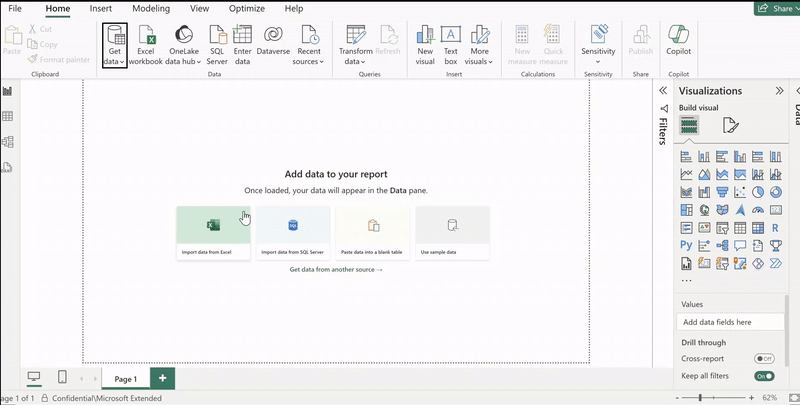 File Home Insert Modeling View Optimize Help Share
Paste Cut Copy Format painter
Get data Excel workbook OneLake data hub SQL Server Enter data Dataverse Recent sources
Transform data Refresh
New visual Text box More visuals
New measure Quick measure
Sensitivity
Publish
Copilot
Clipboard Data Queries Insert Calculations Sensitivity Share Copilot
Filters
Visualizations
Data
Build visual
Add data to your report
Once loaded, your data will appear in the Data pane.
SQL
Import data from Excel Import data from SQL Server Paste data into a blank table Use sample data
Get data from another source →
R
Py
...
Values
Add data fields here
Drill through
Cross-report Off
Keep all filters On
Page 1 +
age 1 of 1 Confidential\Microsoft Extended - + 62%